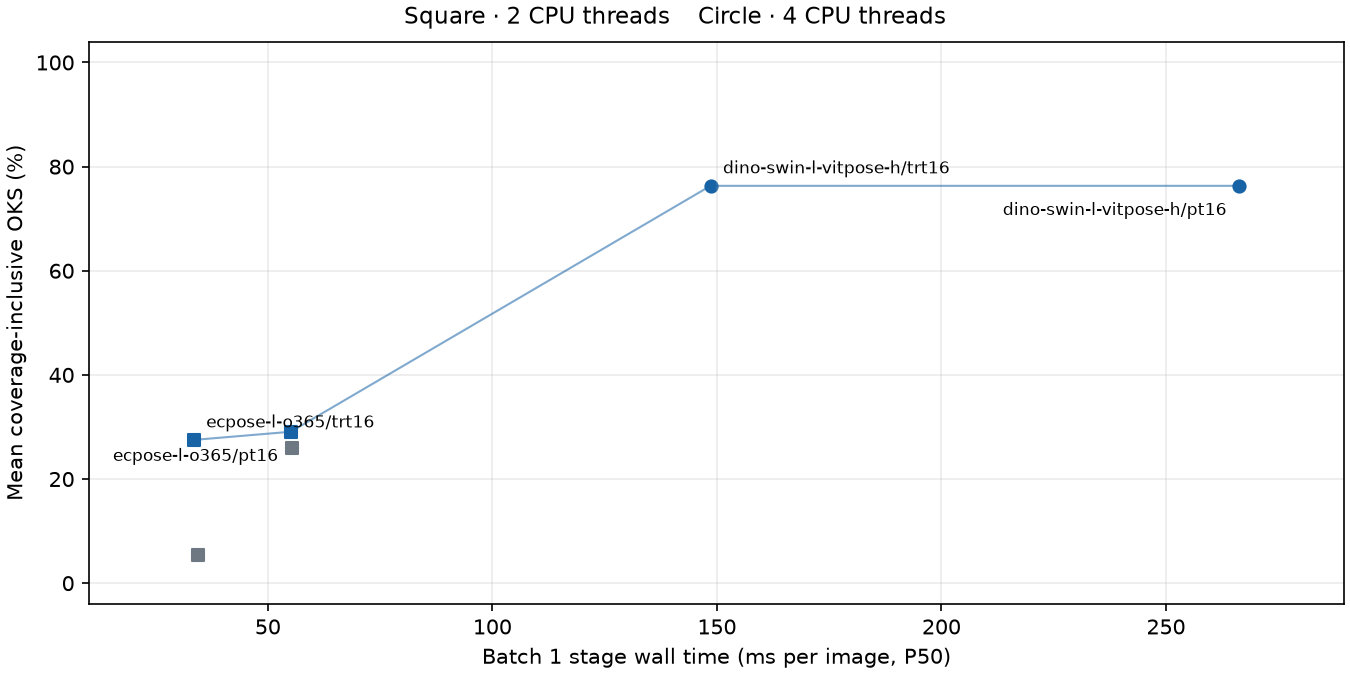 Square · 2 CPU threads    Circle · 4 CPU threads
Mean coverage-inclusive OKS (%)
100
80
60
40
20
0
dino-swin-l-vitpose-h/trt16
dino-swin-l-vitpose-h/pt16
ecpose-l-o365/trt16
ecpose-l-o365/pt16
50
100
150
200
250
Batch 1 stage wall time (ms per image, P50)